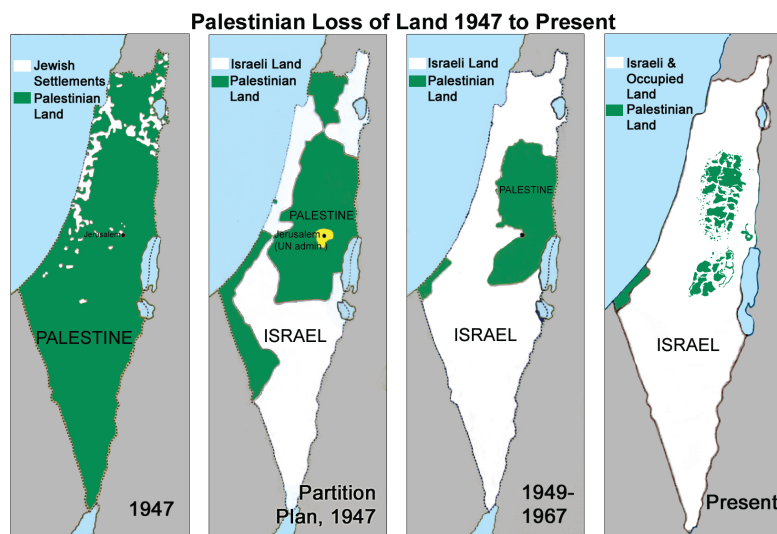 Palestinian Loss of Land 1947 to Present
Jewish
Settlements
Palestinian
Land
Jerusalem
PALESTINE
1947
Israeli Land
Palestinian
Land
PALESTINE
Jerusalem
(UN admin.)
ISRAEL
Partition
Plan, 1947
Israeli Land
Palestinian
Land
PALESTINE
ISRAEL
1949-
1967
Israeli &
Occupied
Land
Palestinian
Land
ISRAEL
Present